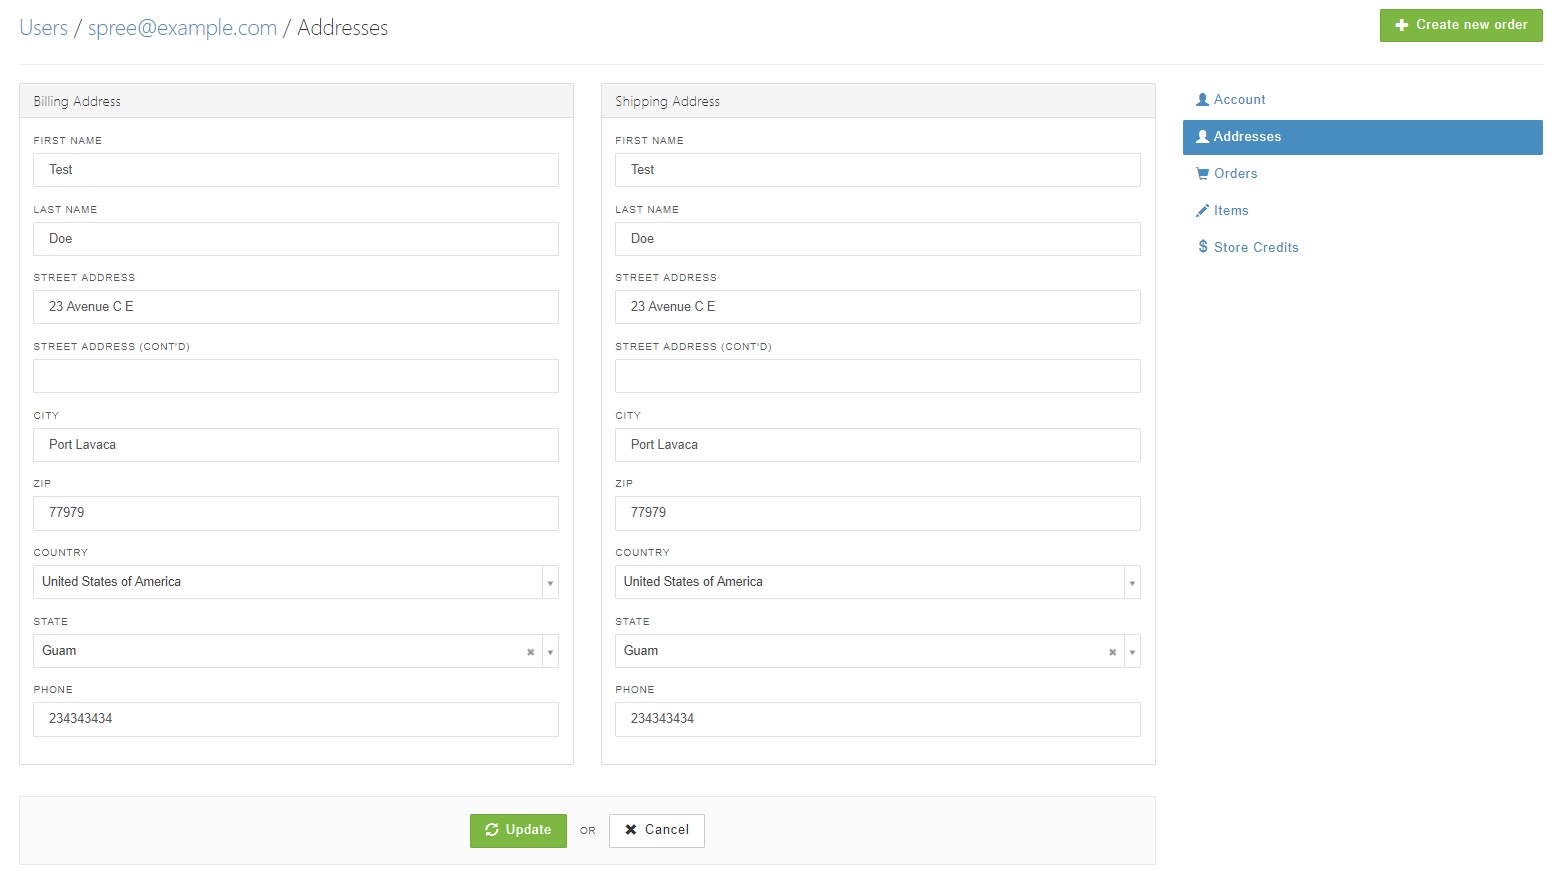 Users / spree@example.com / Addresses
Create new order
Billing Address
FIRST NAME
Test
LAST NAME
Doe
STREET ADDRESS
23 Avenue C E
STREET ADDRESS (CONT'D)
CITY
Port Lavaca
ZIP
77979
COUNTRY
United States of America
STATE
Guam
PHONE
234343434
Shipping Address
FIRST NAME
Test
LAST NAME
Doe
STREET ADDRESS
23 Avenue C E
STREET ADDRESS (CONT'D)
CITY
Port Lavaca
ZIP
77979
COUNTRY
United States of America
STATE
Guam
PHONE
234343434
Account
Addresses
Orders
Items
$ Store Credits
Update OR Cancel